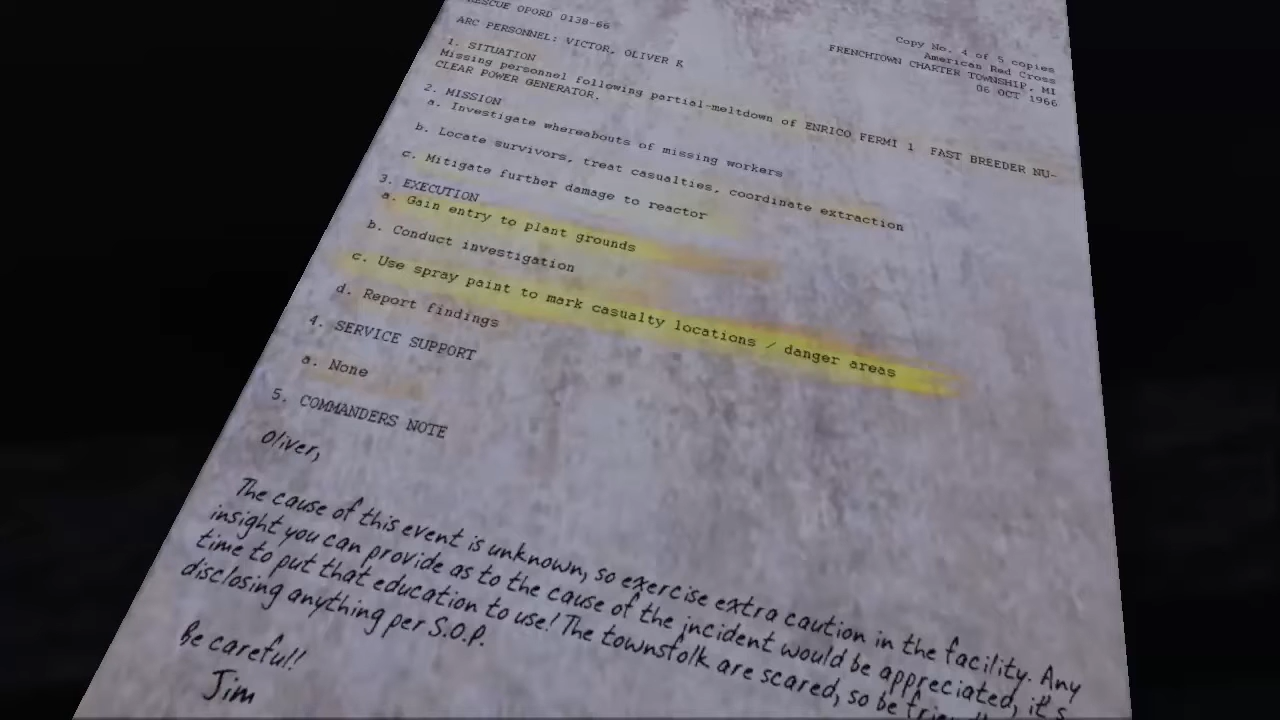 RESCUE OPORD 0138-66
Copy No. 4 of 5 copies
American Red Cross
FRENCHTOWN CHARTER TOWNSHIP, MI
06 OCT 1966
ARC PERSONNEL: VICTOR, OLIVER K
1. SITUATION
Missing personnel following partial-meltdown of ENRICO FERMI 1 FAST BREEDER NU-
CLEAR POWER GENERATOR.
2. MISSION
a. Investigate whereabouts of missing workers
b. Locate survivors, treat casualties, coordinate extraction
c. Mitigate further damage to reactor
3. EXECUTION
a. Gain entry to plant grounds
b. Conduct investigation
c. Use spray paint to mark casualty locations / danger areas
d. Report findings
4. SERVICE SUPPORT
a. None
5. COMMANDERS NOTE
Oliver,
The cause of this event is unknown, so exercise extra caution in the facility. Any
insight you can provide as to the cause of the incident would be appreciated, it's
time to put that education to use! The townsfolk are scared, so be
disclosing anything per S.O.P.
Be careful!
Jim